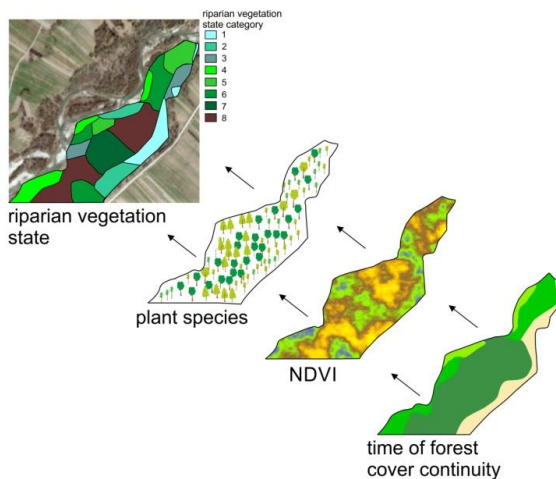 riparian vegetation
state category
1
2
3
4
5
6
7
8
riparian vegetation
state
plant species
NDVI
time of forest
cover continuity